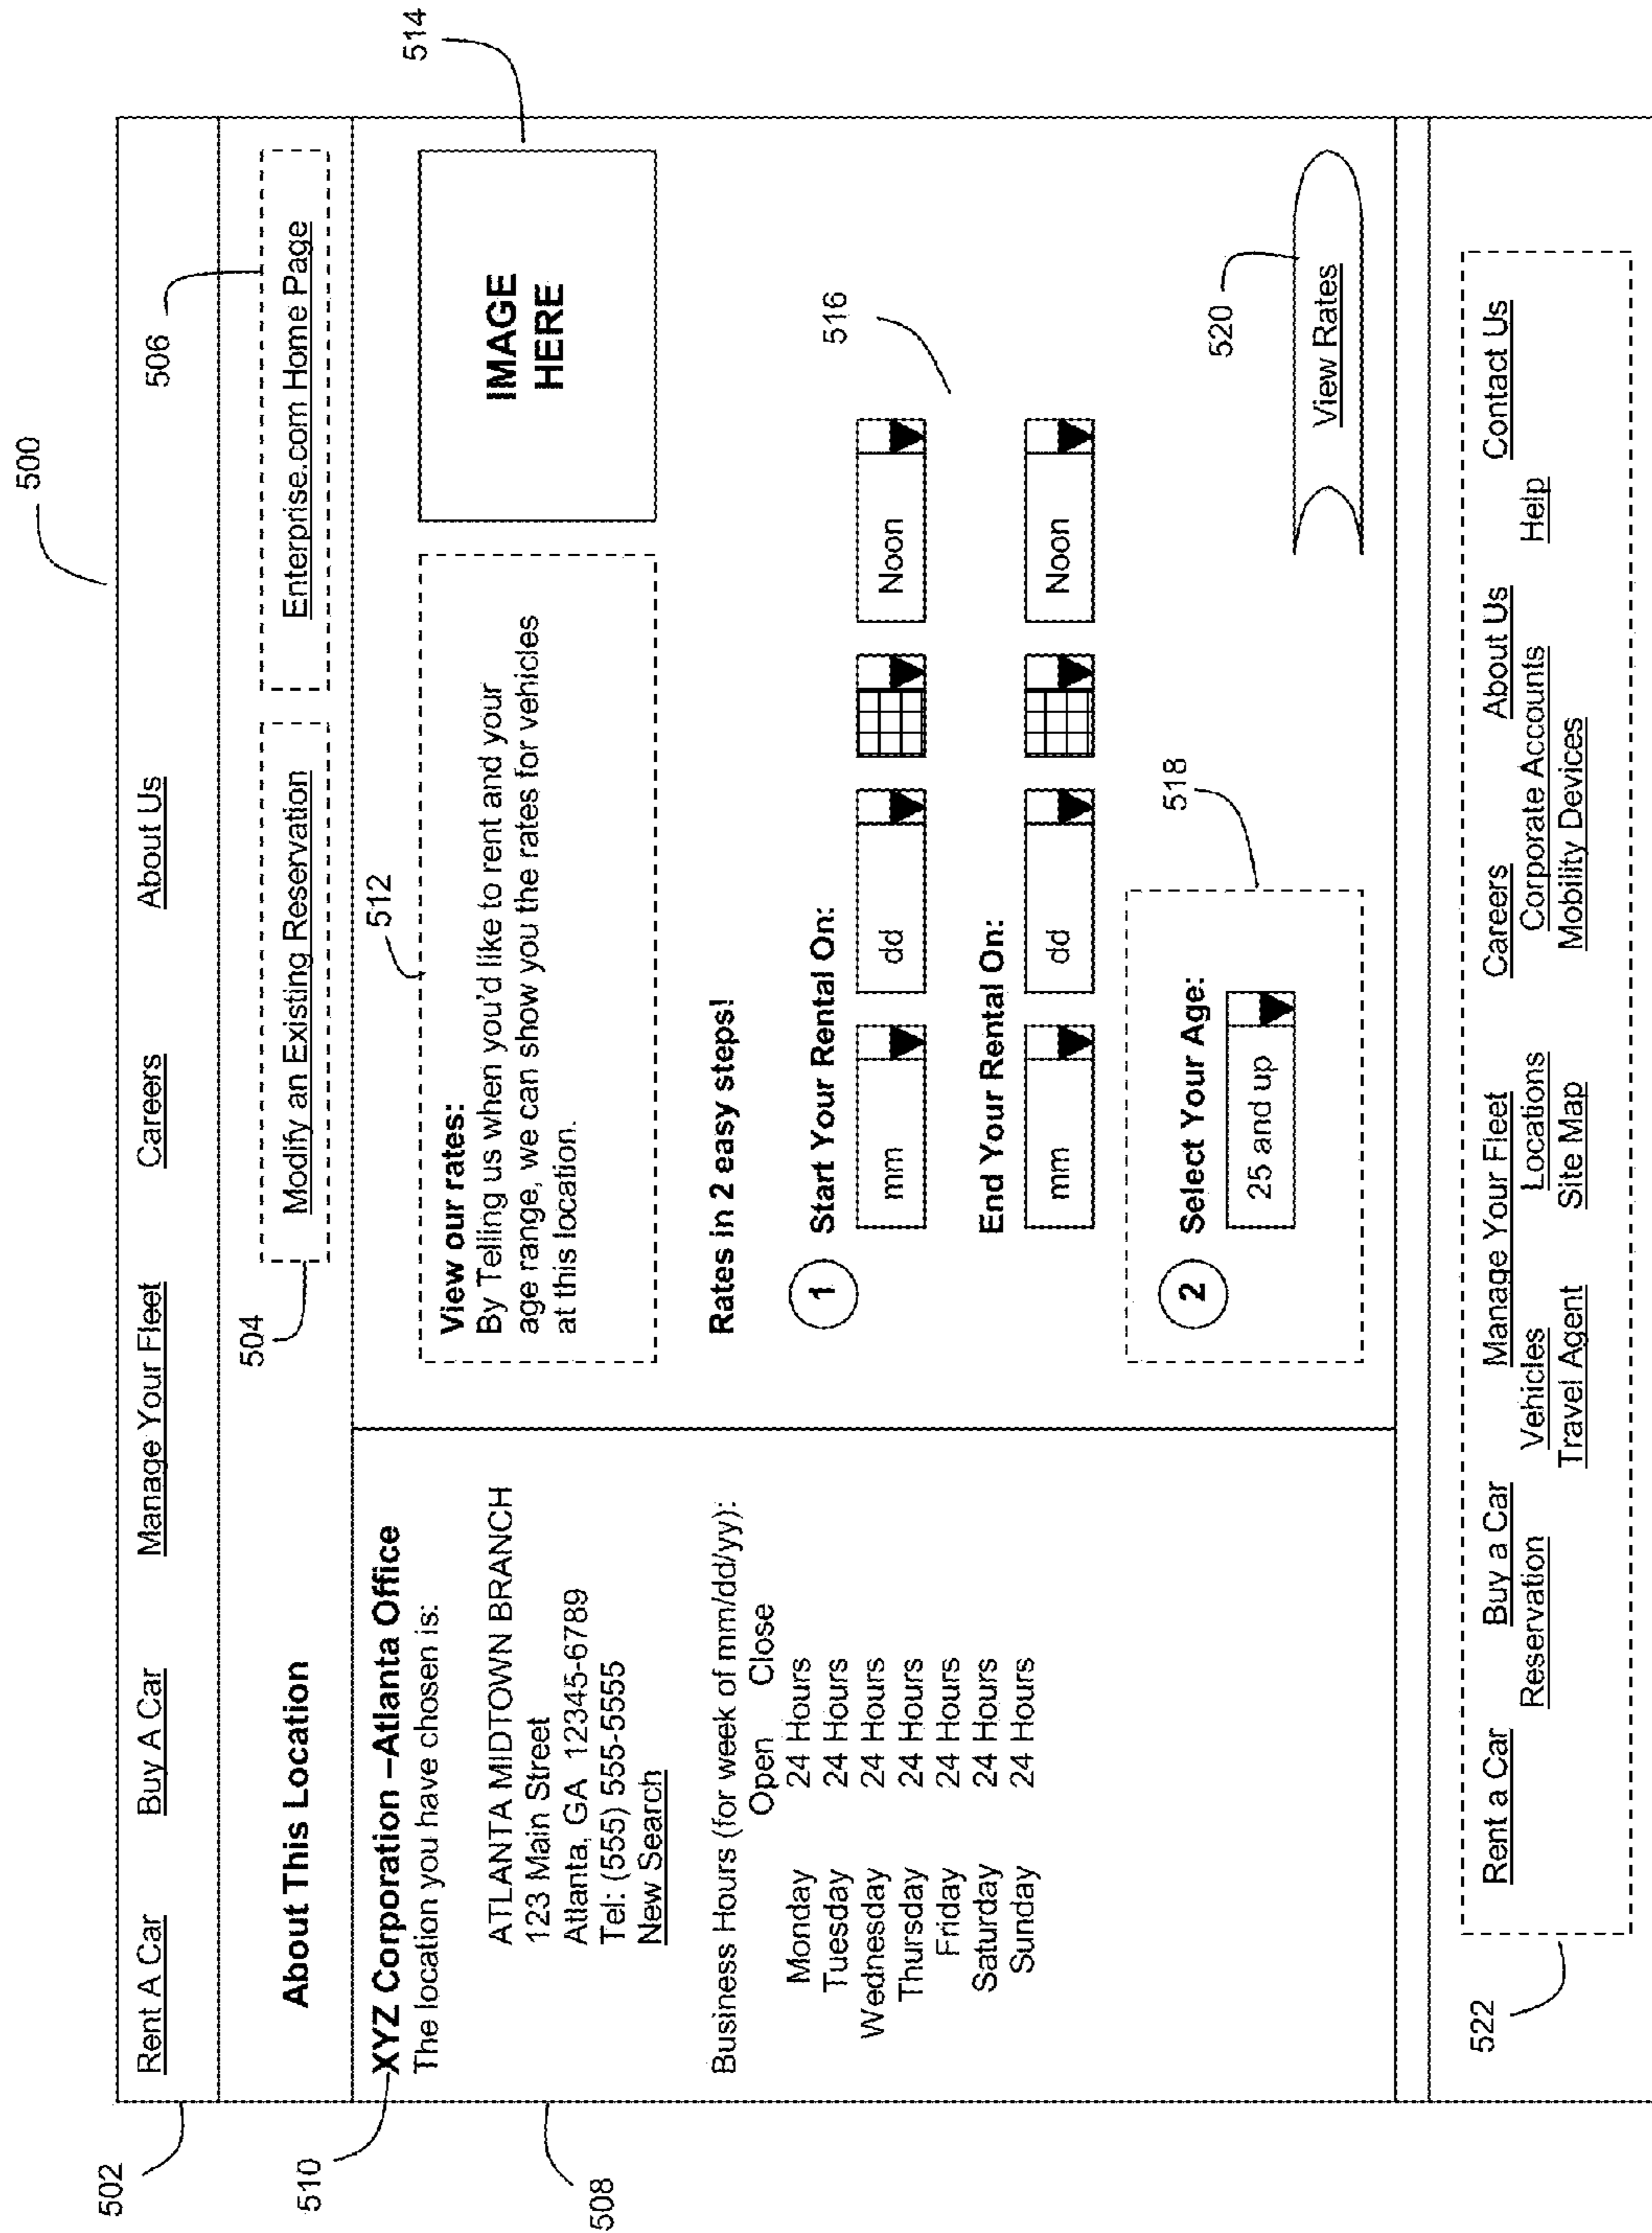 500
502
Rent A Car Buy A Car Manage Your Fleet Careers About Us
506
504
About This Location
Modify an Existing Reservation
Enterprise.com Home Page
510
XYZ Corporation –Atlanta Office
The location you have chosen is:
ATLANTA MIDTOWN BRANCH
123 Main Street
Atlanta, GA 12345-6789
Tel: (555) 555-5555
New Search
508
Business Hours (for week of mm/dd/yy):
Open Close
Monday 24 Hours
Tuesday 24 Hours
Wednesday 24 Hours
Thursday 24 Hours
Friday 24 Hours
Saturday 24 Hours
Sunday 24 Hours
512
View our rates:
By Telling us when you'd like to rent and your
age range, we can show you the rates for vehicles
at this location.
514
IMAGE
HERE
Rates in 2 easy steps!
1 Start Your Rental On:
mm dd Noon
516
End Your Rental On:
mm dd Noon
518
2 Select Your Age:
25 and up
520
View Rates
522
Rent a Car Buy a Car Manage Your Fleet Careers About Us Contact Us
Reservation Vehicles Locations Corporate Accounts Help
Travel Agent Site Map Mobility Devices